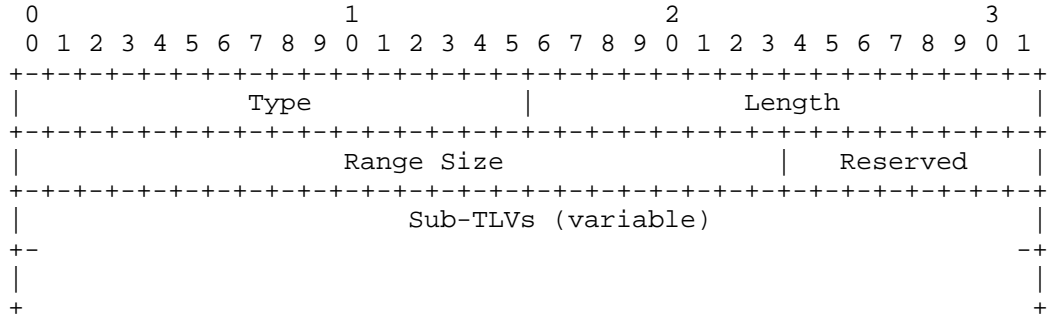 0                   1                   2                   3
 0 1 2 3 4 5 6 7 8 9 0 1 2 3 4 5 6 7 8 9 0 1 2 3 4 5 6 7 8 9 0 1
+-+-+-+-+-+-+-+-+-+-+-+-+-+-+-+-+-+-+-+-+-+-+-+-+-+-+-+-+-+-+-+-+
|              Type             |             Length            |
+-+-+-+-+-+-+-+-+-+-+-+-+-+-+-+-+-+-+-+-+-+-+-+-+-+-+-+-+-+-+-+-+
|                    Range Size                 |   Reserved    |
+-+-+-+-+-+-+-+-+-+-+-+-+-+-+-+-+-+-+-+-+-+-+-+-+-+-+-+-+-+-+-+-+
|                        Sub-TLVs (variable)                    |
+-                                                             -+
|                                                               |
+                                                               +